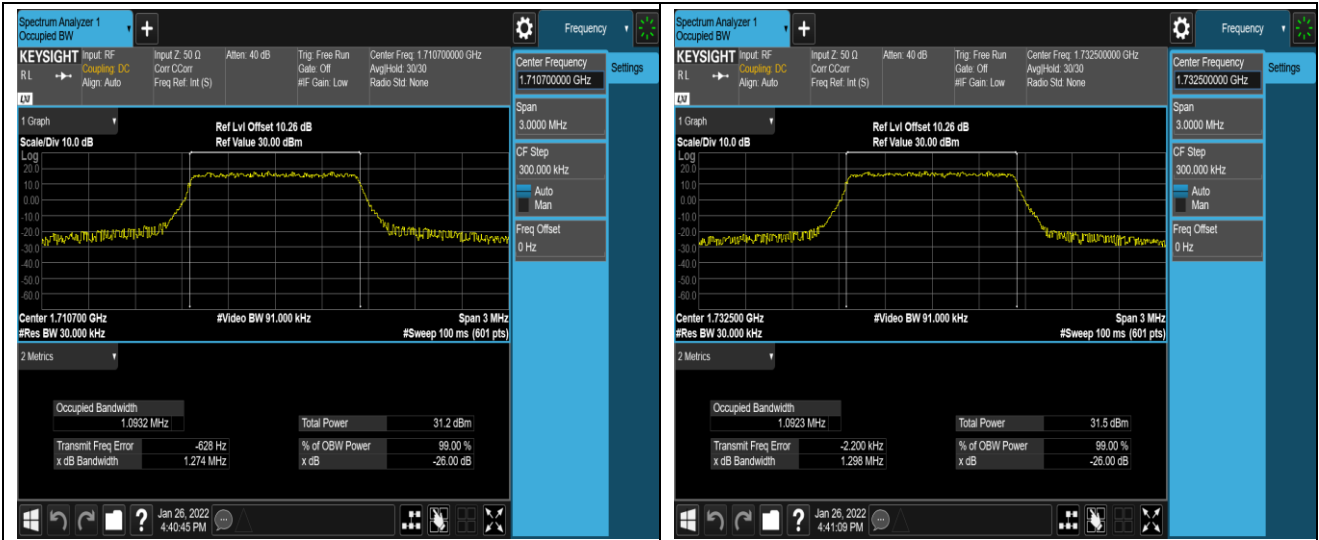 Spectrum Analyzer 1
Occupied BW
+
Frequency
KEYSIGHT
RL
LXI
Input: RF
Coupling: DC
Align: Auto
Input Z: 50 Ω
Corr CCorr
Freq Ref: Int (S)
Atten: 40 dB
Trig: Free Run
Gate: Off
#IF Gain: Low
Center Freq: 1.710700000 GHz
Avg|Hold: 30/30
Radio Std: None
Center Frequency
1.710700000 GHz
Settings
Span
3.0000 MHz
CF Step
300.000 kHz
Auto
Man
Freq Offset
0 Hz
1 Graph
Scale/Div 10.0 dB
Ref Lvl Offset 10.26 dB
Ref Value 30.00 dBm
Log
20.0
10.0
0.00
-10.0
-20.0
-30.0
-40.0
-50.0
-60.0
Center 1.710700 GHz
#Res BW 30.000 kHz
#Video BW 91.000 kHz
Span 3 MHz
#Sweep 100 ms (601 pts)
2 Metrics
Occupied Bandwidth
1.0932 MHz
Total Power 31.2 dBm
Transmit Freq Error -628 Hz
% of OBW Power 99.00 %
x dB Bandwidth 1.274 MHz
x dB -26.00 dB
?
Jan 26, 2022
4:40:45 PM
Spectrum Analyzer 1
Occupied BW
+
Frequency
KEYSIGHT
RL
LXI
Input: RF
Coupling: DC
Align: Auto
Input Z: 50 Ω
Corr CCorr
Freq Ref: Int (S)
Atten: 40 dB
Trig: Free Run
Gate: Off
#IF Gain: Low
Center Freq: 1.732500000 GHz
Avg|Hold: 30/30
Radio Std: None
Center Frequency
1.732500000 GHz
Settings
Span
3.0000 MHz
CF Step
300.000 kHz
Auto
Man
Freq Offset
0 Hz
1 Graph
Scale/Div 10.0 dB
Ref Lvl Offset 10.26 dB
Ref Value 30.00 dBm
Log
20.0
10.0
0.00
-10.0
-20.0
-30.0
-40.0
-50.0
-60.0
Center 1.732500 GHz
#Res BW 30.000 kHz
#Video BW 91.000 kHz
Span 3 MHz
#Sweep 100 ms (601 pts)
2 Metrics
Occupied Bandwidth
1.0923 MHz
Total Power 31.5 dBm
Transmit Freq Error -2.200 kHz
% of OBW Power 99.00 %
x dB Bandwidth 1.298 MHz
x dB -26.00 dB
?
Jan 26, 2022
4:41:09 PM